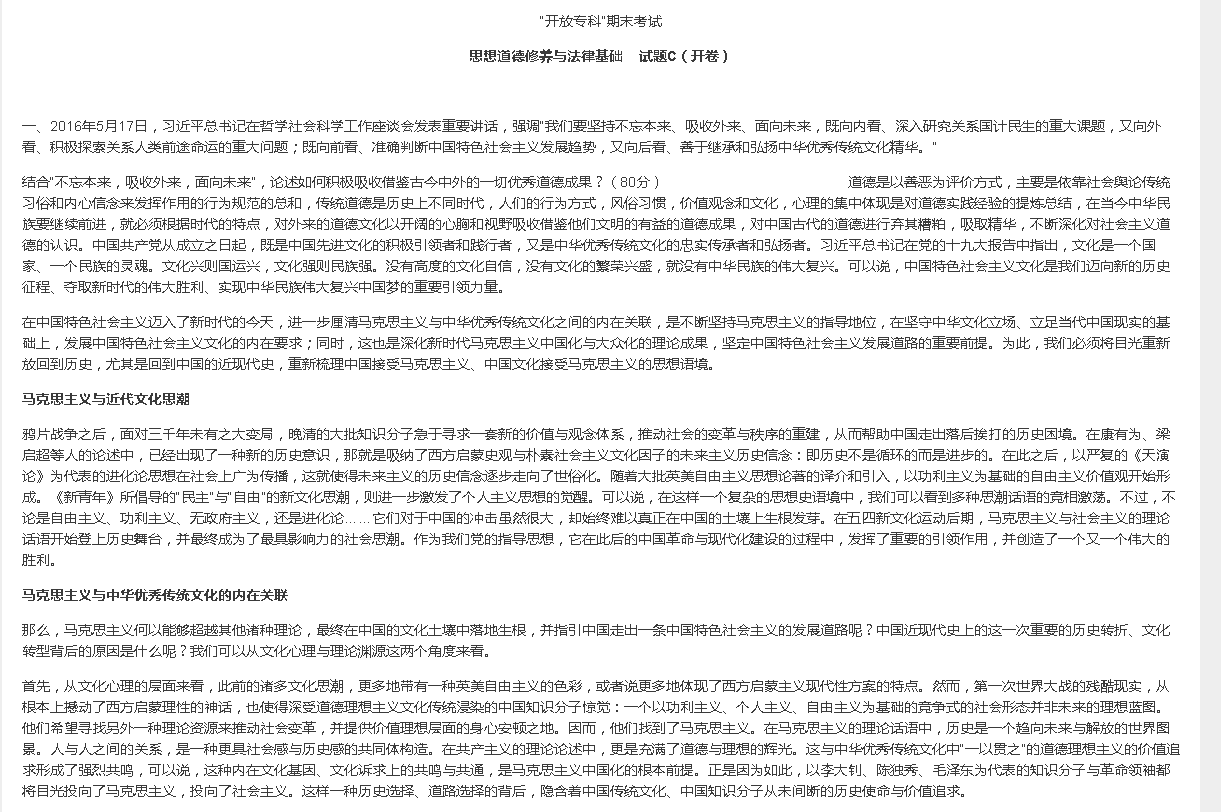 "开放专科"期末考试
思想道德修养与法律基础 试题C（开卷）
一、2016年5月17日，习近平总书记在哲学社会科学工作座谈会发表重要讲话，强调"我们要坚持不忘本来、吸收外来、面向未来，既向内看、深入研究关系国计民生的重大课题，又向外
看、积极探索关系人类前途命运的重大问题；既向前看、准确判断中国特色社会主义发展趋势，又向后看、善于继承和弘扬中华优秀传统文化精华。"
结合"不忘本来，吸收外来，面向未来"，论述如何积极吸收借鉴古今中外的一切优秀道德成果？（80分） 道德是以善恶为评价方式，主要是依靠社会舆论传统
习俗和内心信念来发挥作用的行为规范的总和，传统道德是历史上不同时代，人们的行为方式，风俗习惯，价值观念和文化，心理的集中体现是对道德实践经验的提炼总结，在当今中华民
族要继续前进，就必须根据时代的特点，对外来的道德文化以开阔的心胸和视野吸收借鉴他们文明的有益的道德成果，对中国古代的道德进行弃其糟粕，吸取精华，不断深化对社会主义道
德的认识。中国共产党从成立之日起，既是中国先进文化的积极引领者和践行者，又是中华优秀传统文化的忠实传承者和弘扬者。习近平总书记在党的十九大报告中指出，文化是一个国
家、一个民族的灵魂。文化兴则国运兴，文化强则民族强。没有高度的文化自信，没有文化的繁荣兴盛，就没有中华民族的伟大复兴。可以说，中国特色社会主义文化是我们迈向新的历史
征程、夺取新时代的伟大胜利、实现中华民族伟大复兴中国梦的重要引领力量。
在中国特色社会主义迈入了新时代的今天，进一步厘清马克思主义与中华优秀传统文化之间的内在关联，是不断坚持马克思主义的指导地位，在坚守中华文化立场、立足当代中国现实的基
础上，发展中国特色社会主义文化的内在要求；同时，这也是深化新时代马克思主义中国化与大众化的理论成果，坚定中国特色社会主义发展道路的重要前提。为此，我们必须将目光重新
放回到历史，尤其是回到中国的近现代史，重新梳理中国接受马克思主义、中国文化接受马克思主义的思想语境。
马克思主义与近代文化思潮
鸦片战争之后，面对三千年未有之大变局，晚清的大批知识分子急于寻求一套新的价值与观念体系，推动社会的变革与秩序的重建，从而帮助中国走出落后挨打的历史困境。在康有为、梁
启超等人的论述中，已经出现了一种新的历史意识，那就是吸纳了西方启蒙史观与朴素社会主义文化因子的未来主义历史信念：即历史不是循环的而是进步的。在此之后，以严复的《天演
论》为代表的进化论思想在社会上广为传播，这就使得未来主义的历史信念逐步走向了世俗化。随着大批英美自由主义思想论著的译介和引入，以功利主义为基础的自由主义价值观开始形
成。《新青年》所倡导的"民主"与"自由"的新文化思潮，则进一步激发了个人主义思想的觉醒。可以说，在这样一个复杂的思想史语境中，我们可以看到多种思潮话语的竞相激荡。不过，不
论是自由主义、功利主义、无政府主义，还是进化论……它们对于中国的冲击虽然很大，却始终难以真正在中国的土壤上生根发芽。在五四新文化运动后期，马克思主义与社会主义的理论
话语开始登上历史舞台，并最终成为了最具影响力的社会思潮。作为我们党的指导思想，它在此后的中国革命与现代化建设的过程中，发挥了重要的引领作用，并创造了一个又一个伟大的
胜利。
马克思主义与中华优秀传统文化的内在关联
那么，马克思主义何以能够超越其他诸种理论，最终在中国的文化土壤中落地生根，并指引中国走出一条中国特色社会主义的发展道路呢？中国近现代史上的这一次重要的历史转折、文化
转型背后的原因是什么呢？我们可以从文化心理与理论渊源这两个角度来看。
首先，从文化心理的层面来看，此前的诸多文化思潮，更多地带有一种英美自由主义的色彩，或者说更多地体现了西方启蒙主义现代性方案的特点。然而，第一次世界大战的残酷现实，从
根本上撼动了西方启蒙理性的神话，也使得深受道德理想主义文化传统浸染的中国知识分子惊觉：一个以功利主义、个人主义、自由主义为基础的竞争式的社会形态并非未来的理想蓝图。
他们希望寻找另外一种理论资源来推动社会变革，并提供价值理想层面的身心安顿之地。因而，他们找到了马克思主义。在马克思主义的理论话语中，历史是一个趋向未来与解放的世界图
景。人与人之间的关系，是一种更具社会感与历史感的共同体构造。在共产主义的理论论述中，更是充满了道德与理想的辉光。这与中华优秀传统文化中"一以贯之"的道德理想主义的价值追
求形成了强烈共鸣，可以说，这种内在文化基因、文化诉求上的共鸣与共通，是马克思主义中国化的根本前提。正是因为如此，以李大钊、陈独秀、毛泽东为代表的知识分子与革命领袖都
将目光投向了马克思主义，投向了社会主义。这样一种历史选择、道路选择的背后，隐含着中国传统文化、中国知识分子从未间断的历史使命与价值追求。